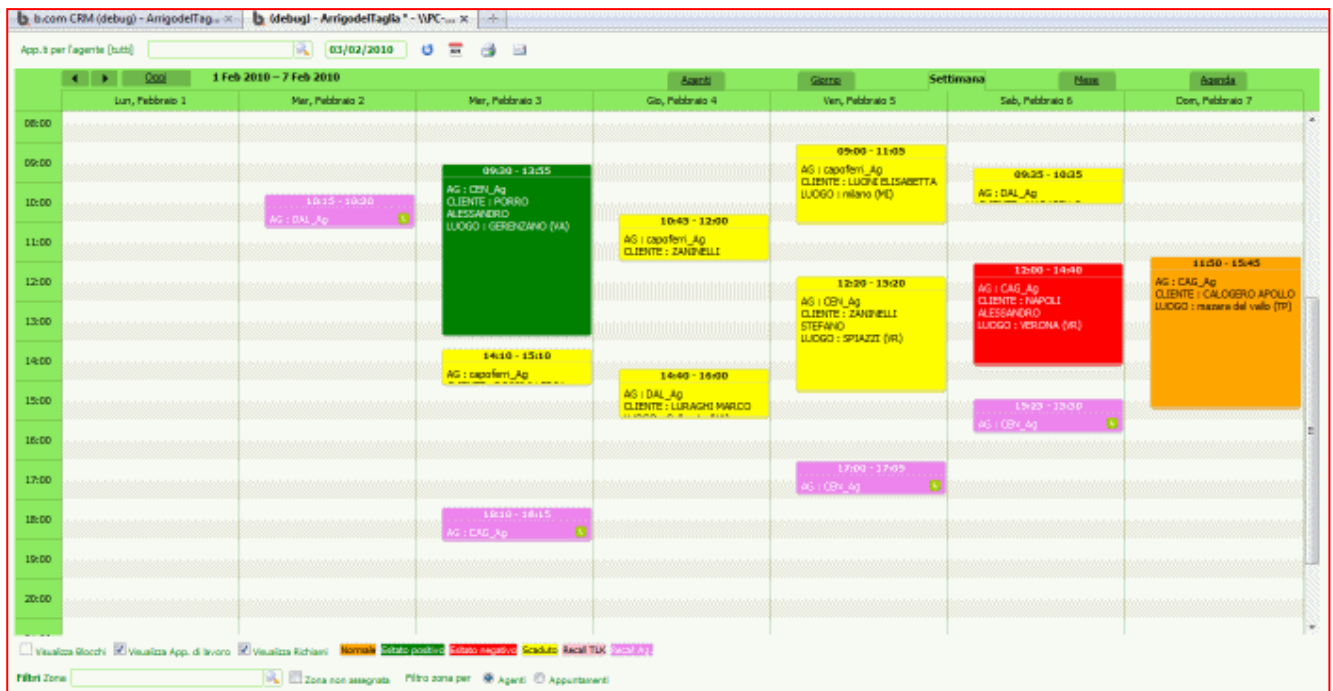 b.com CRM (debug) - ArrigodelTag... (debug) - ArrigodelTaglia * - \\PC-...
App.ti per l'agente [tutti] 03/02/2010
Oggi 1 Feb 2010 – 7 Feb 2010 Agenti Giorno Settimana Mese Agenda
Lun, Febbraio 1 Mar, Febbraio 2 Mer, Febbraio 3 Gio, Febbraio 4 Ven, Febbraio 5 Sab, Febbraio 6 Dom, Febbraio 7
08:00
09:00
10:00
11:00
12:00
13:00
14:00
15:00
16:00
17:00
18:00
19:00
20:00
10:15 - 10:20
AG : DAL_Ag
09:20 - 13:55
AG : CEN_Ag
CLIENTE : PORRO
ALESSANDRO
LUOGO : GERENZANO (VA)
14:10 - 15:10
AG : capoferri_Ag
18:10 - 18:15
AG : CAG_Ag
10:45 - 12:00
AG : capoferri_Ag
CLIENTE : ZANINELLI
14:40 - 16:00
AG : DAL_Ag
CLIENTE : LURAGHI MARCO
09:00 - 11:05
AG : capoferri_Ag
CLIENTE : LUONI ELISABETTA
LUOGO : milano (MI)
12:20 - 15:20
AG : CEN_Ag
CLIENTE : ZANINELLI
STEFANO
LUOGO : SPIAZZI (VR)
17:00 - 17:05
AG : CEN_Ag
09:35 - 10:35
AG : DAL_Ag
12:00 - 14:40
AG : CAG_Ag
CLIENTE : NAPOLI
ALESSANDRO
LUOGO : VERONA (VR)
15:25 - 15:30
AG : CEN_Ag
11:50 - 15:45
AG : CAG_Ag
CLIENTE : CALOGERO APOLLO
LUOGO : mazara del vallo (TP)
Visualizza Blocchi Visualizza App. di lavoro Visualizza Richiami Normale Esitato positivo Esitato negativo Scaduto Recall TLK Recall Ag.
Filtri Zona Zona non assegnata Filtro zona per Agenti Appuntamenti